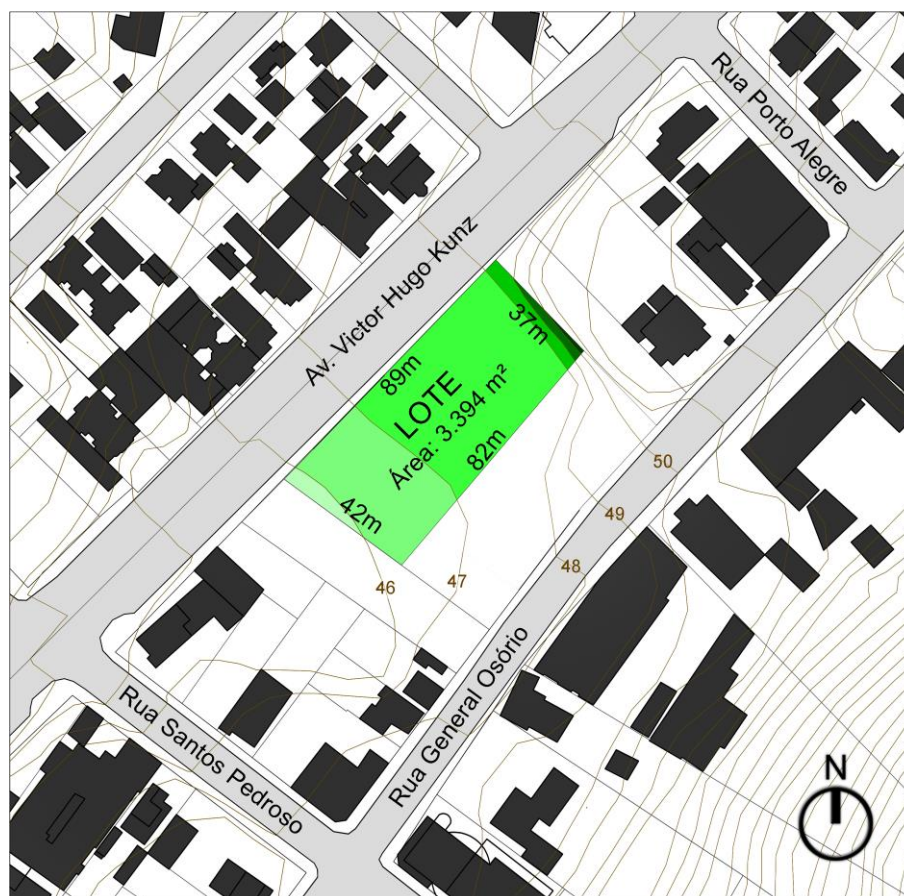 Rua Porto Alegre
Av. Victor Hugo Kunz
37m
89m
LOTE
Área: 3.394 m²
82m
42m
50
49
48
47
46
Rua General Osório
Rua Santos Pedroso
N